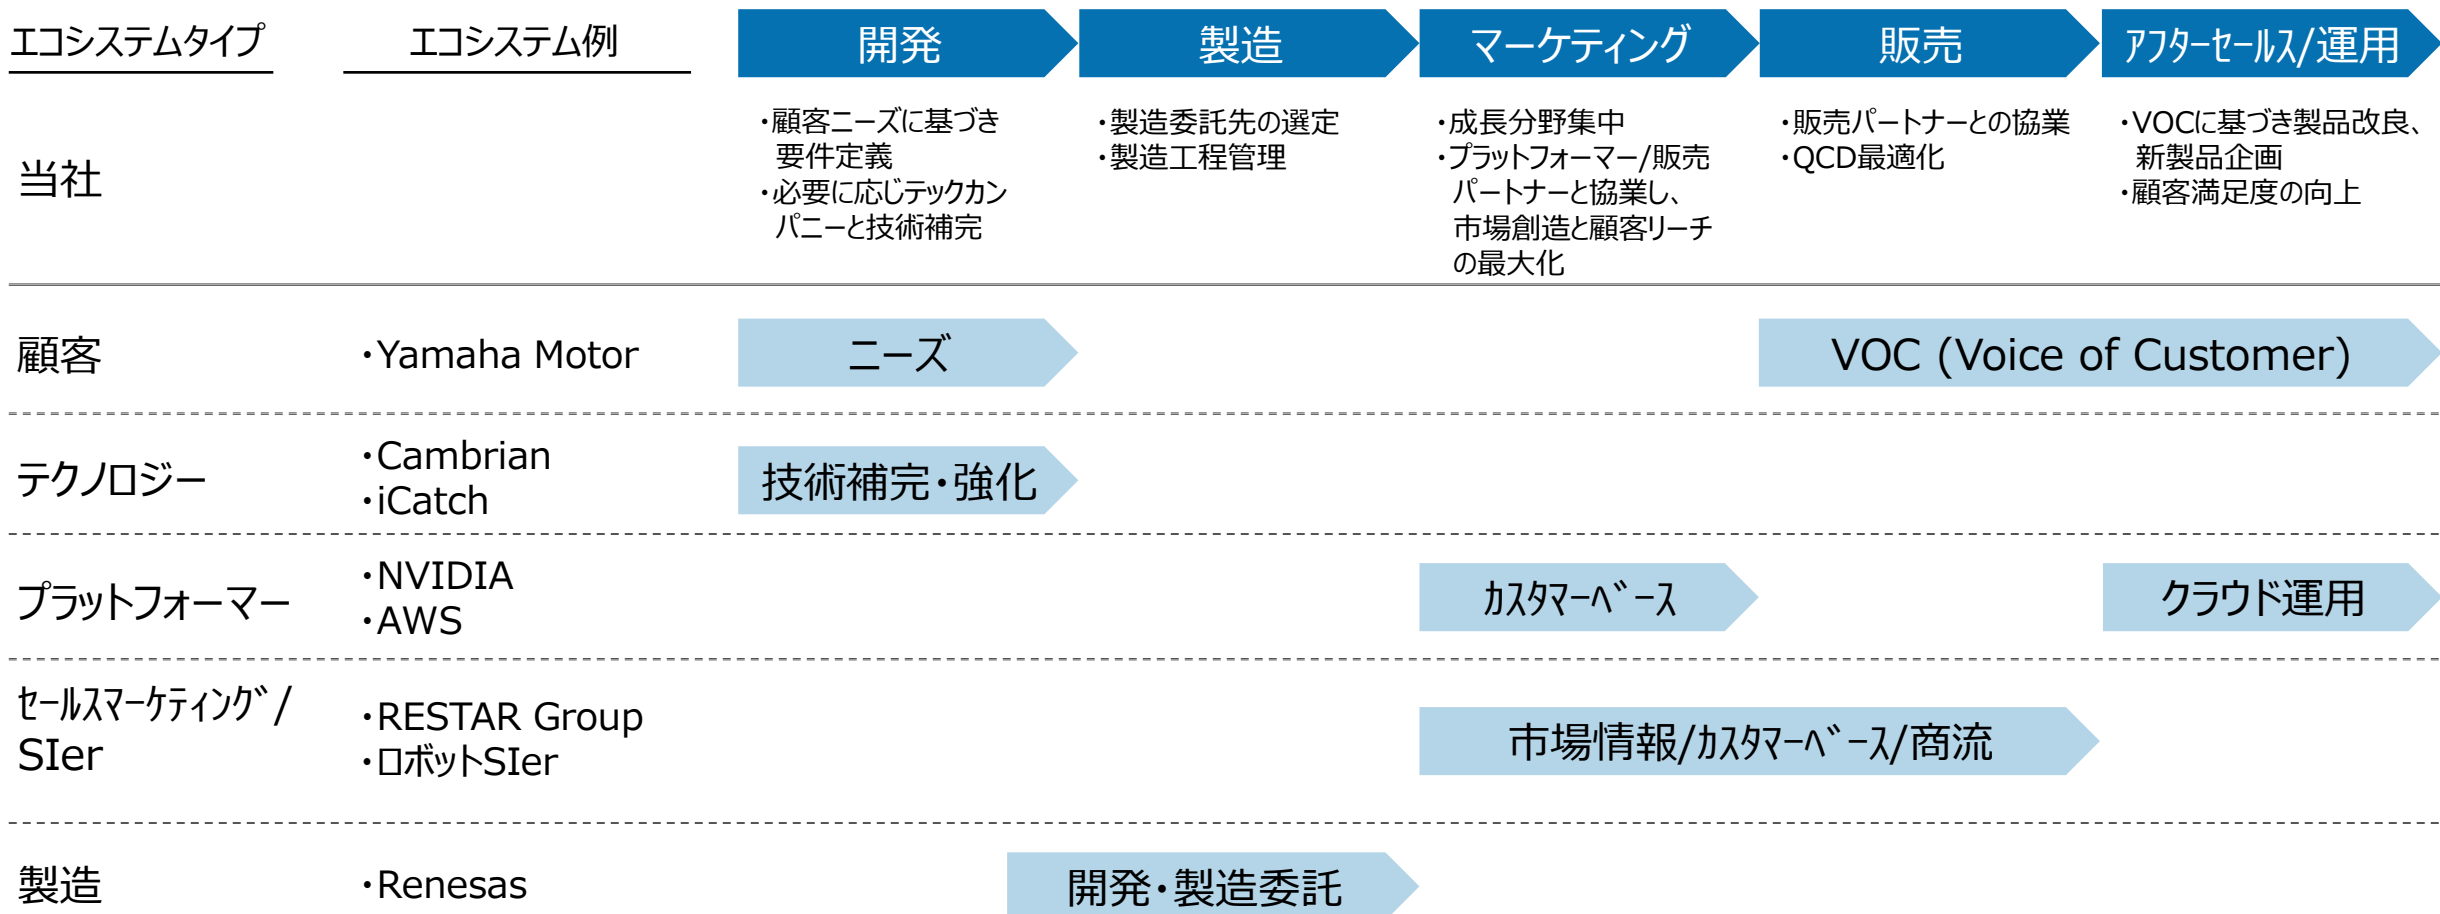 エコシステムタイプ
エコシステム例
開発
製造
マーケティング
販売
ｱﾌﾀｰｾｰﾙｽ/運用
当社
・顧客ニーズに基づき
要件定義
・必要に応じテックカン
パニーと技術補完
・製造委託先の選定
・製造工程管理
・成長分野集中
・プラットフォーマー/販売
パートナーと協業し、
市場創造と顧客リーチ
の最大化
・販売パートナーとの協業
・QCD最適化
・VOCに基づき製品改良、
新製品企画
・顧客満足度の向上
顧客
・Yamaha Motor
ニーズ
VOC (Voice of Customer)
テクノロジー
・Cambrian
・iCatch
技術補完・強化
プラットフォーマー
・NVIDIA
・AWS
ｶｽﾀﾏｰﾍﾞｰｽ
クラウド運用
ｾｰﾙｽﾏｰｹﾃｨﾝｸﾞ/
SIer
・RESTAR Group
・ロボットSIer
市場情報/ｶｽﾀﾏｰﾍﾞｰｽ/商流
製造
・Renesas
開発・製造委託